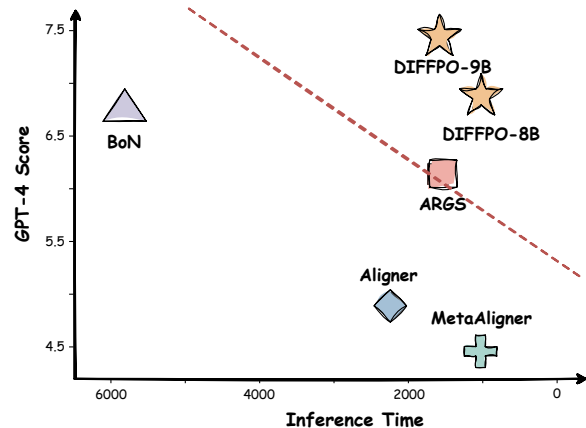 7.5
DIFFPO-9B
6.5
BoN
DIFFPO-8B
GPT-4 Score
ARGS
5.5
Aligner
MetaAligner
4.5
6000
4000
2000
0
Inference Time